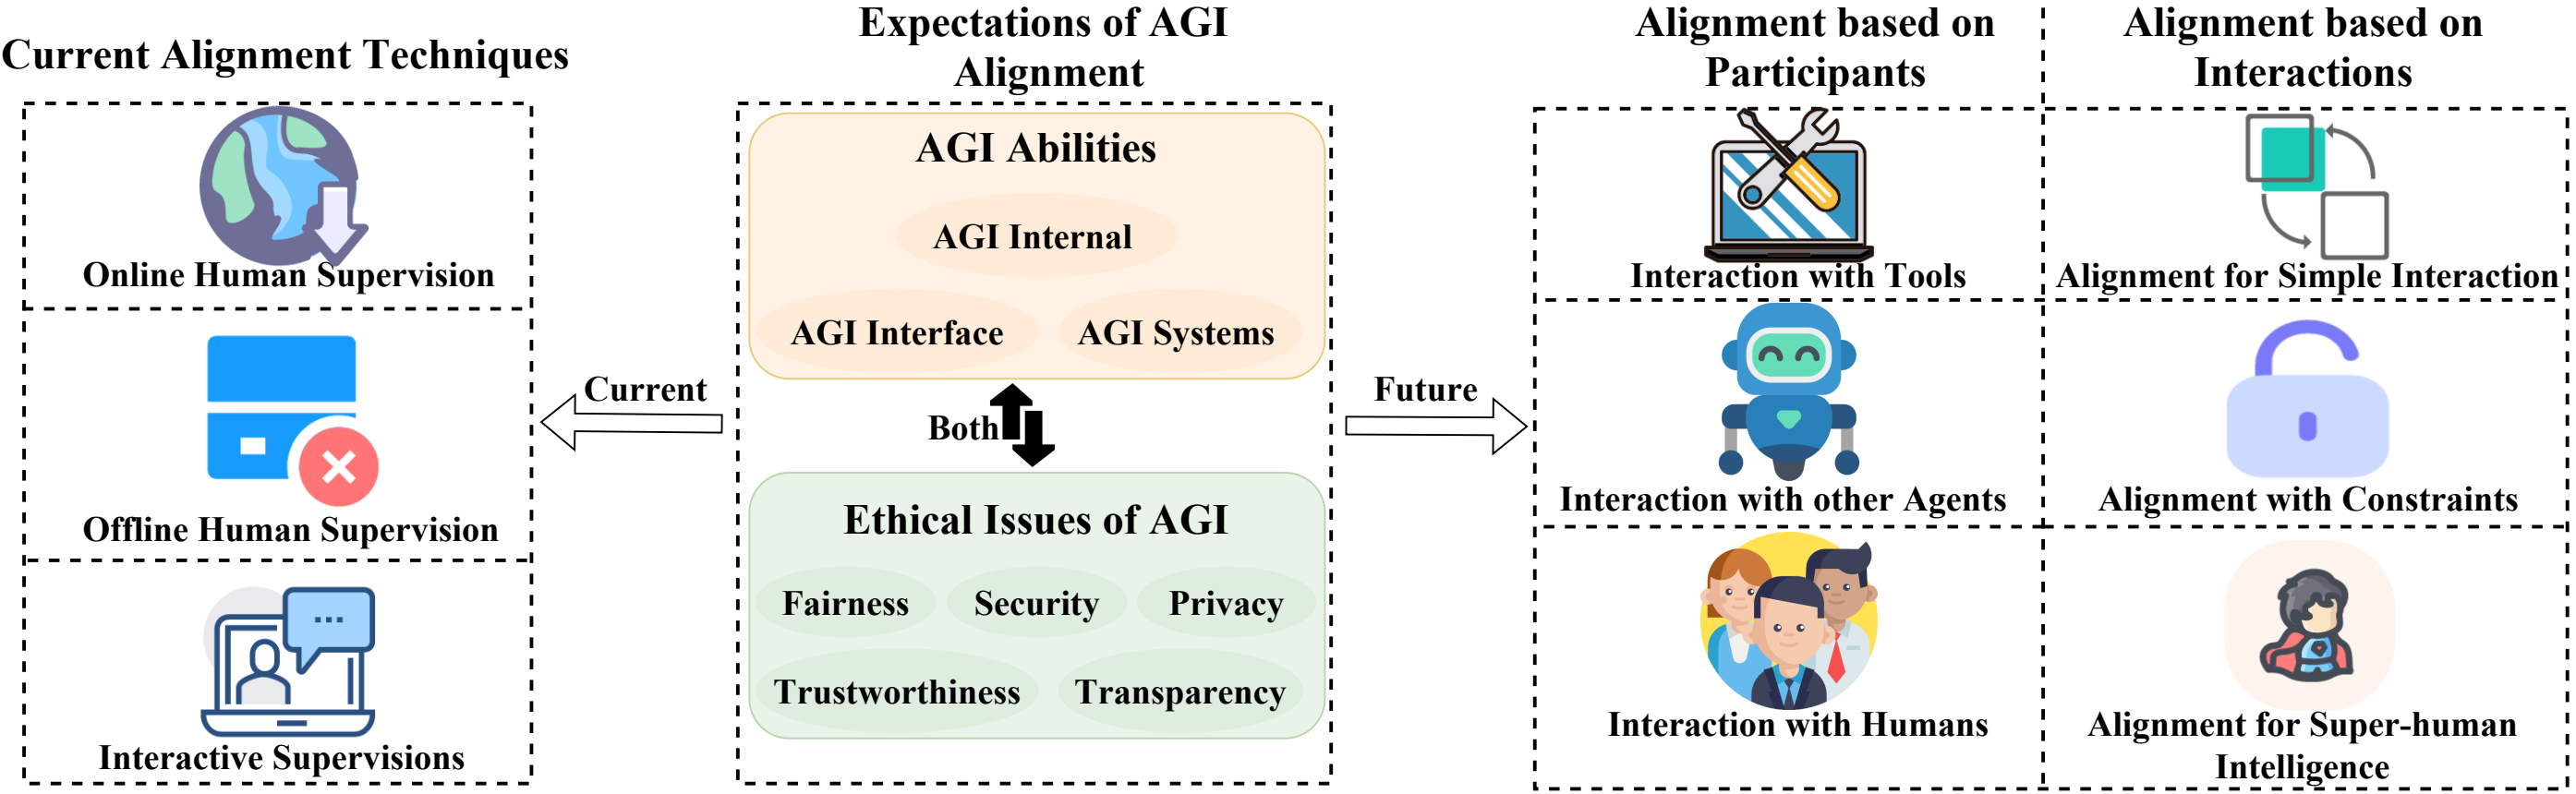 Current Alignment Techniques
Online Human Supervision
Offline Human Supervision
Interactive Supervisions
Current
Expectations of AGI
Alignment
AGI Abilities
AGI Internal
AGI Interface
AGI Systems
Both
Ethical Issues of AGI
Fairness
Security
Privacy
Trustworthiness
Transparency
Future
Alignment based on
Participants
Interaction with Tools
Interaction with other Agents
Interaction with Humans
Alignment based on
Interactions
Alignment for Simple Interaction
Alignment with Constraints
Alignment for Super-human
Intelligence